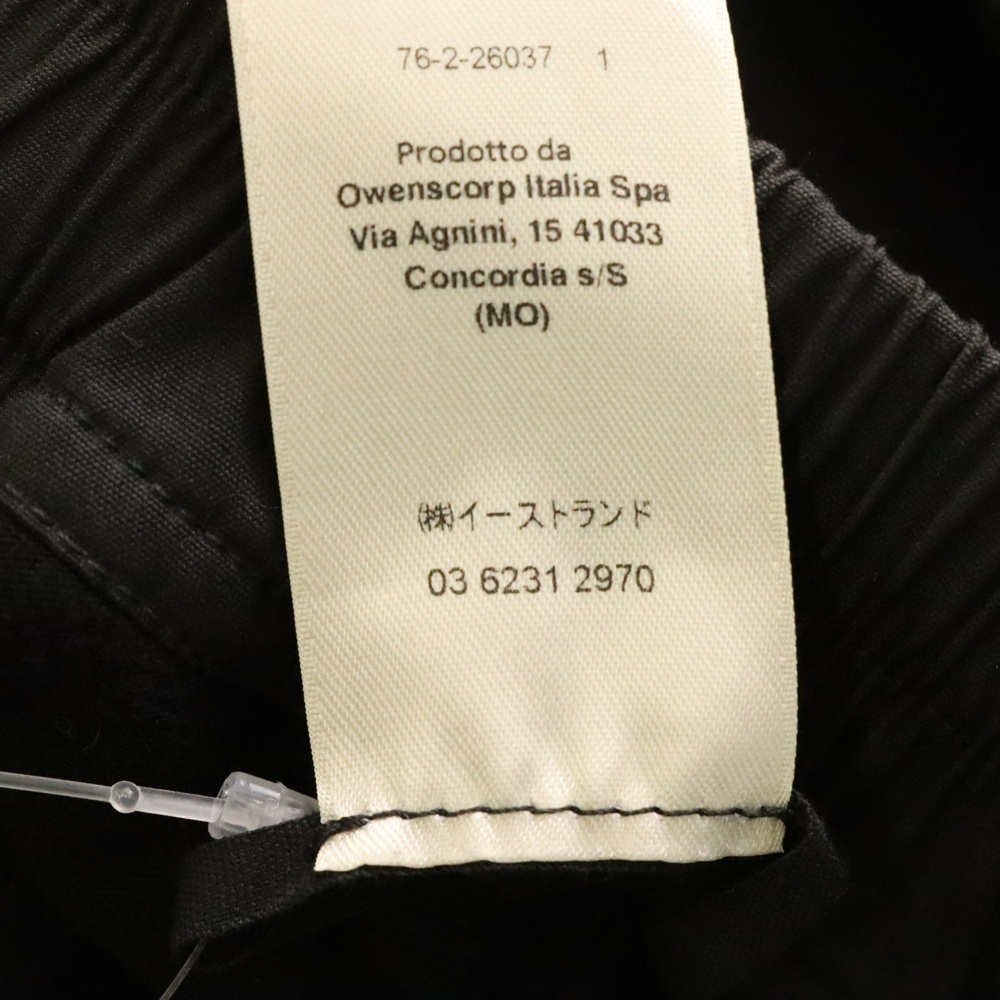 76-2-26037 1
Prodotto da
Owenscorp Italia Spa
Via Agnini, 15 41033
Concordia s/S
(MO)
㈱イーストランド
03 6231 2970